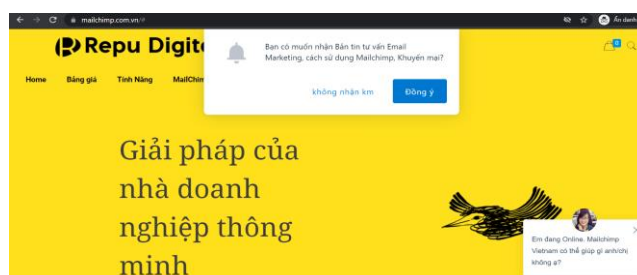 mailchimp.com.vn/#
Ẩn danh
Repu Digit
Bạn có muốn nhận Bản tin tư vấn Email
Marketing, cách sử dụng Mailchimp, Khuyến mại?
không nhận km
Đồng ý
0
Home Bảng giá Tính Năng MailChim
Giải pháp của
nhà doanh
nghiệp thông
minh
Em đang Online. Mailchimp
Vietnam có thể giúp gì anh/chị
không ạ?